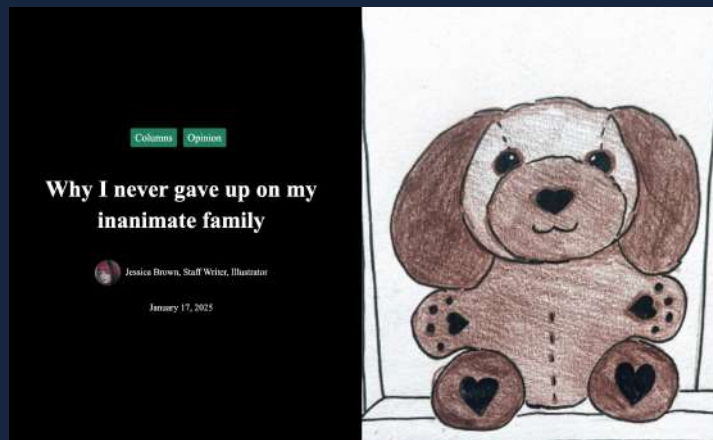 Columns Opinion
Why I never gave up on my
inanimate family
Jessica Brown, Staff Writer, Illustrator
January 17, 2025